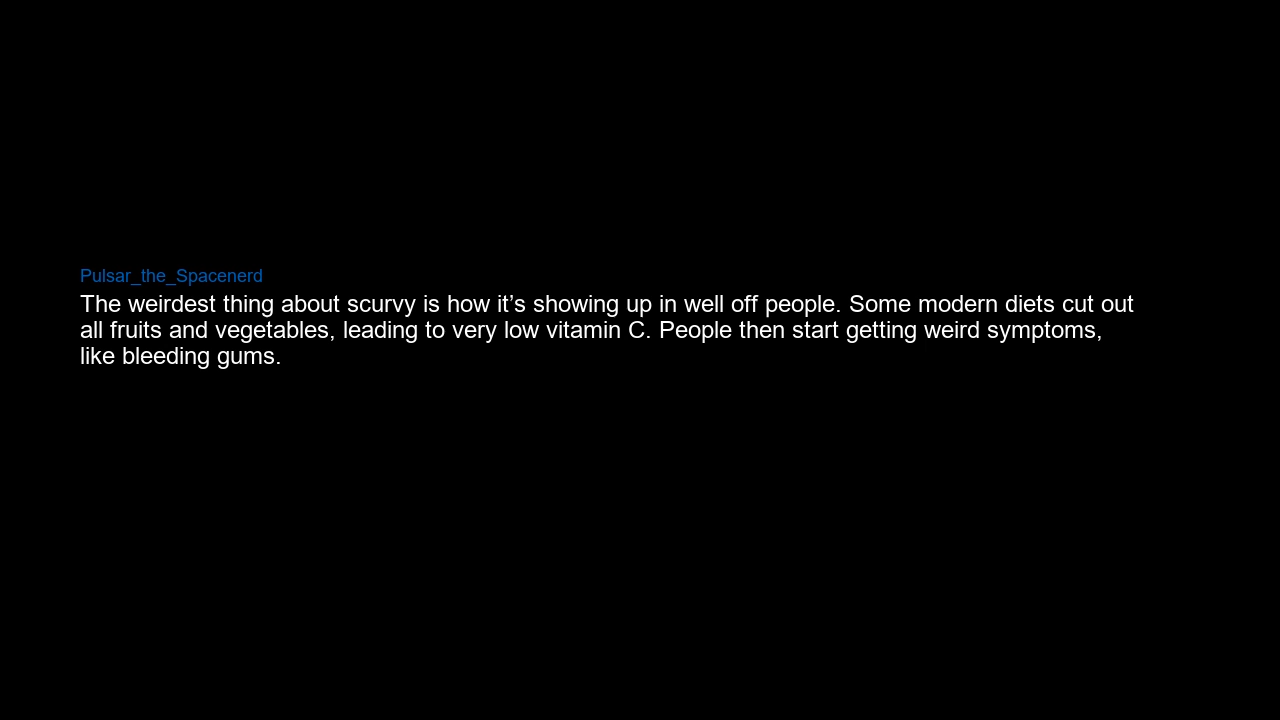 Pulsar_the_Spacenerd
The weirdest thing about scurvy is how it’s showing up in well off people. Some modern diets cut out
all fruits and vegetables, leading to very low vitamin C. People then start getting weird symptoms,
like bleeding gums.